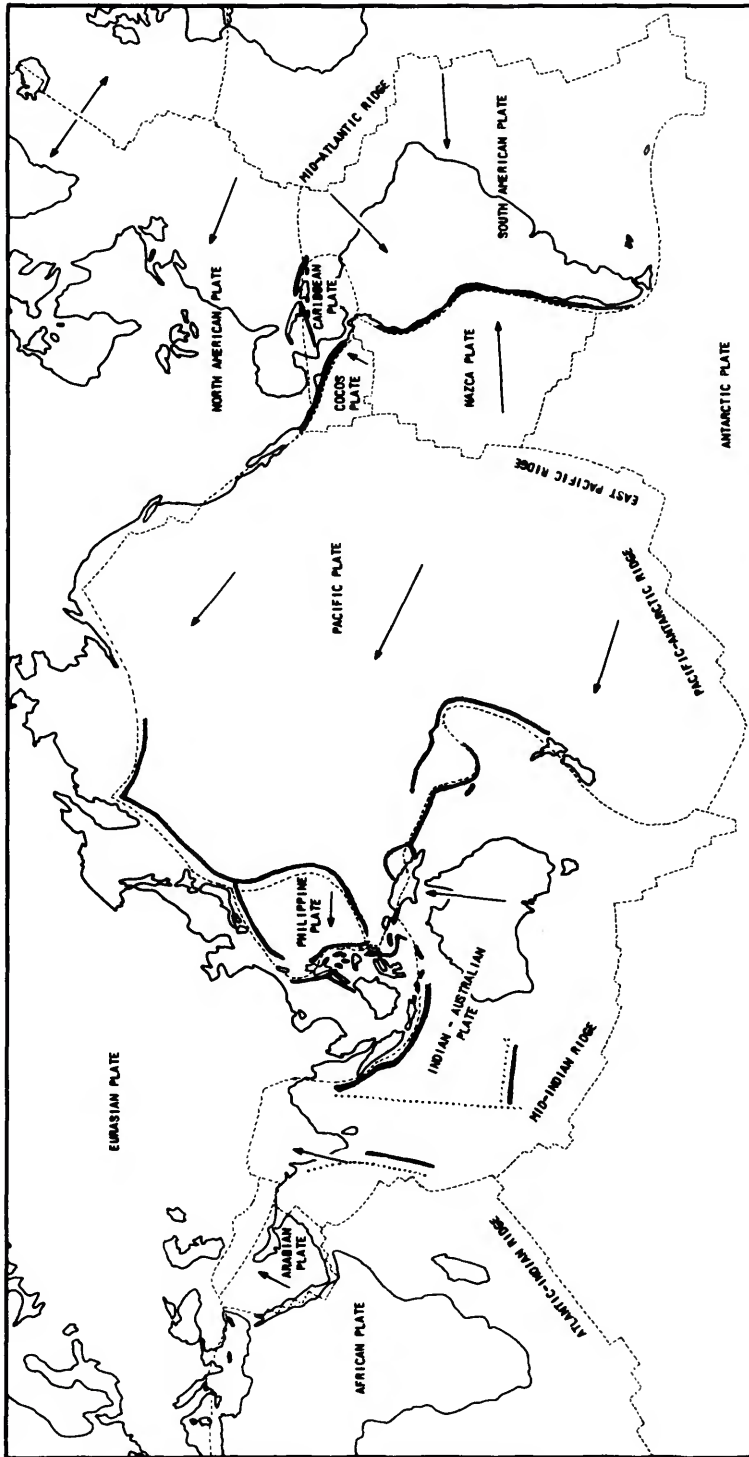 EURASIAN PLATE
NORTH AMERICAN PLATE
MID-ATLANTIC RIDGE
ARABIAN
PLATE
AFRICAN PLATE
PHILIPPINE
PLATE
PACIFIC PLATE
COCOS
PLATE
CARIBBEAN
PLATE
NAZCA PLATE
SOUTH AMERICAN PLATE
INDIAN - AUSTRALIAN
PLATE
MID-INDIAN RIDGE
ATLANTIC-INDIAN RIDGE
EAST PACIFIC RIDGE
PACIFIC-ANTARCTIC RIDGE
ANTARCTIC PLATE